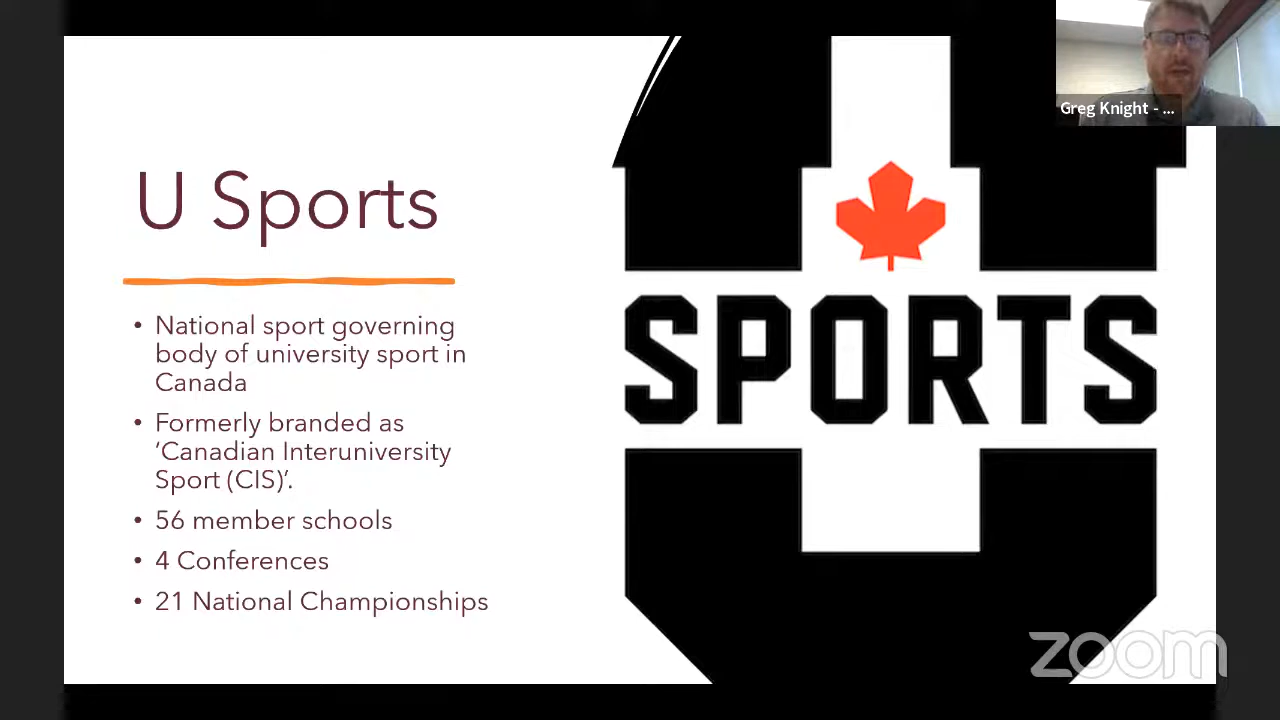 U Sports
• National sport governing
body of university sport in
Canada
• Formerly branded as
‘Canadian Interuniversity
Sport (CIS)’.
• 56 member schools
• 4 Conferences
• 21 National Championships
SPORTS
Greg Knight - ...
zoom